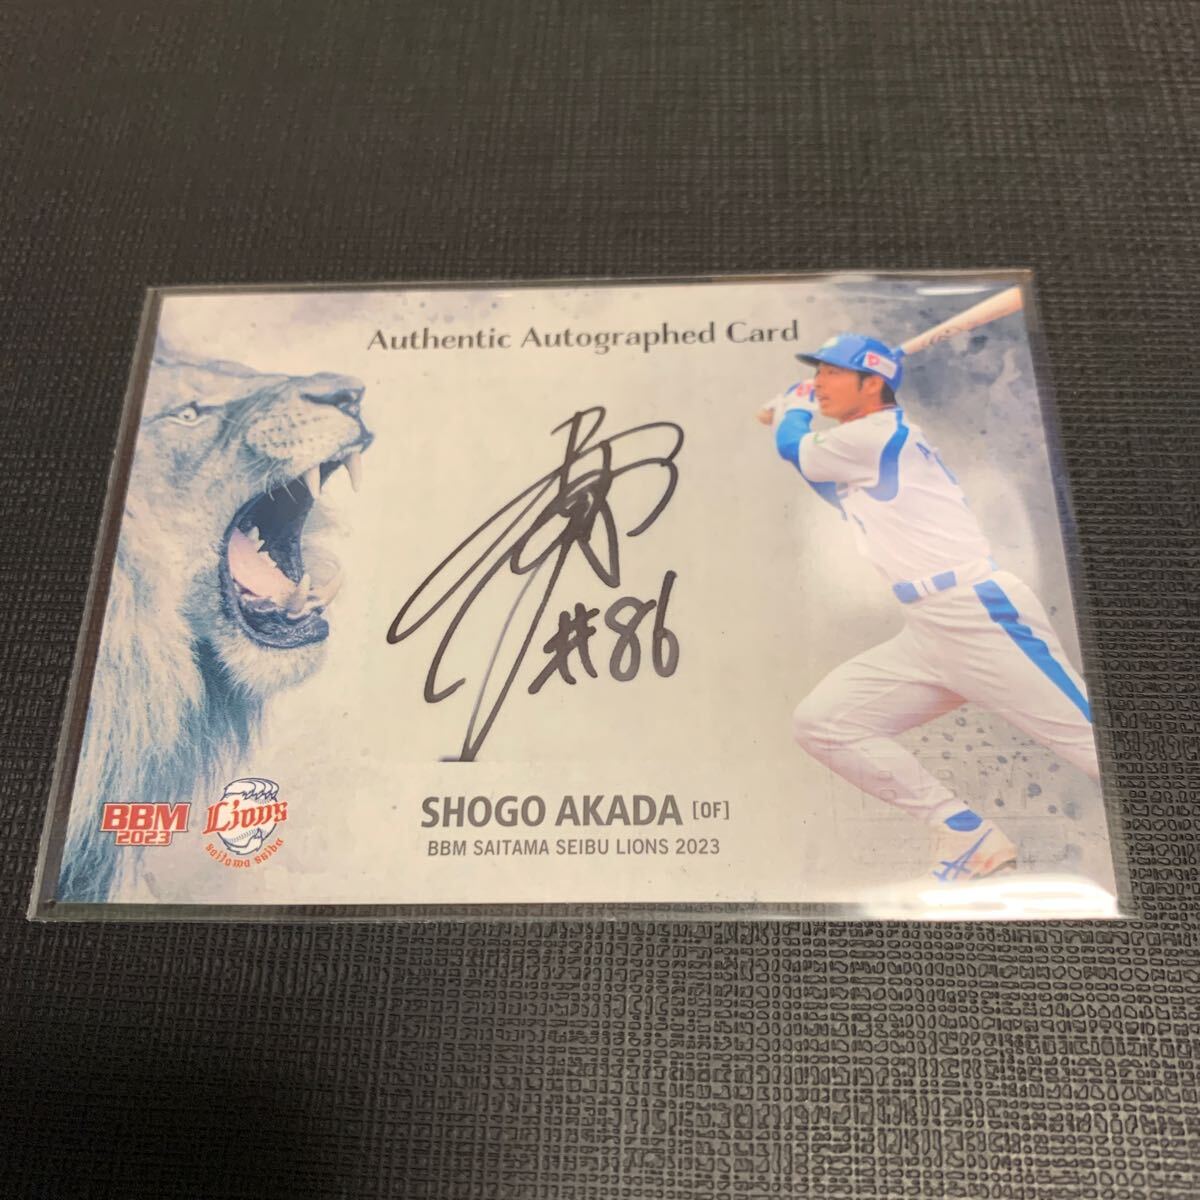 Authentic Autographed Card
#86
SHOGO AKADA [OF]
BBM SAITAMA SEIBU LIONS 2023
BBM
2023
Lions
saitama seibu